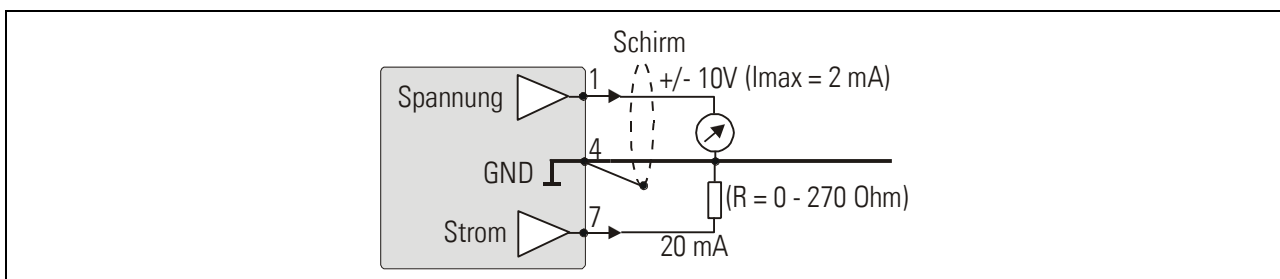 Schirm
1
+/- 10V (Imax = 2 mA)
Spannung
4
GND
(R = 0 - 270 Ohm)
7
Strom
20 mA